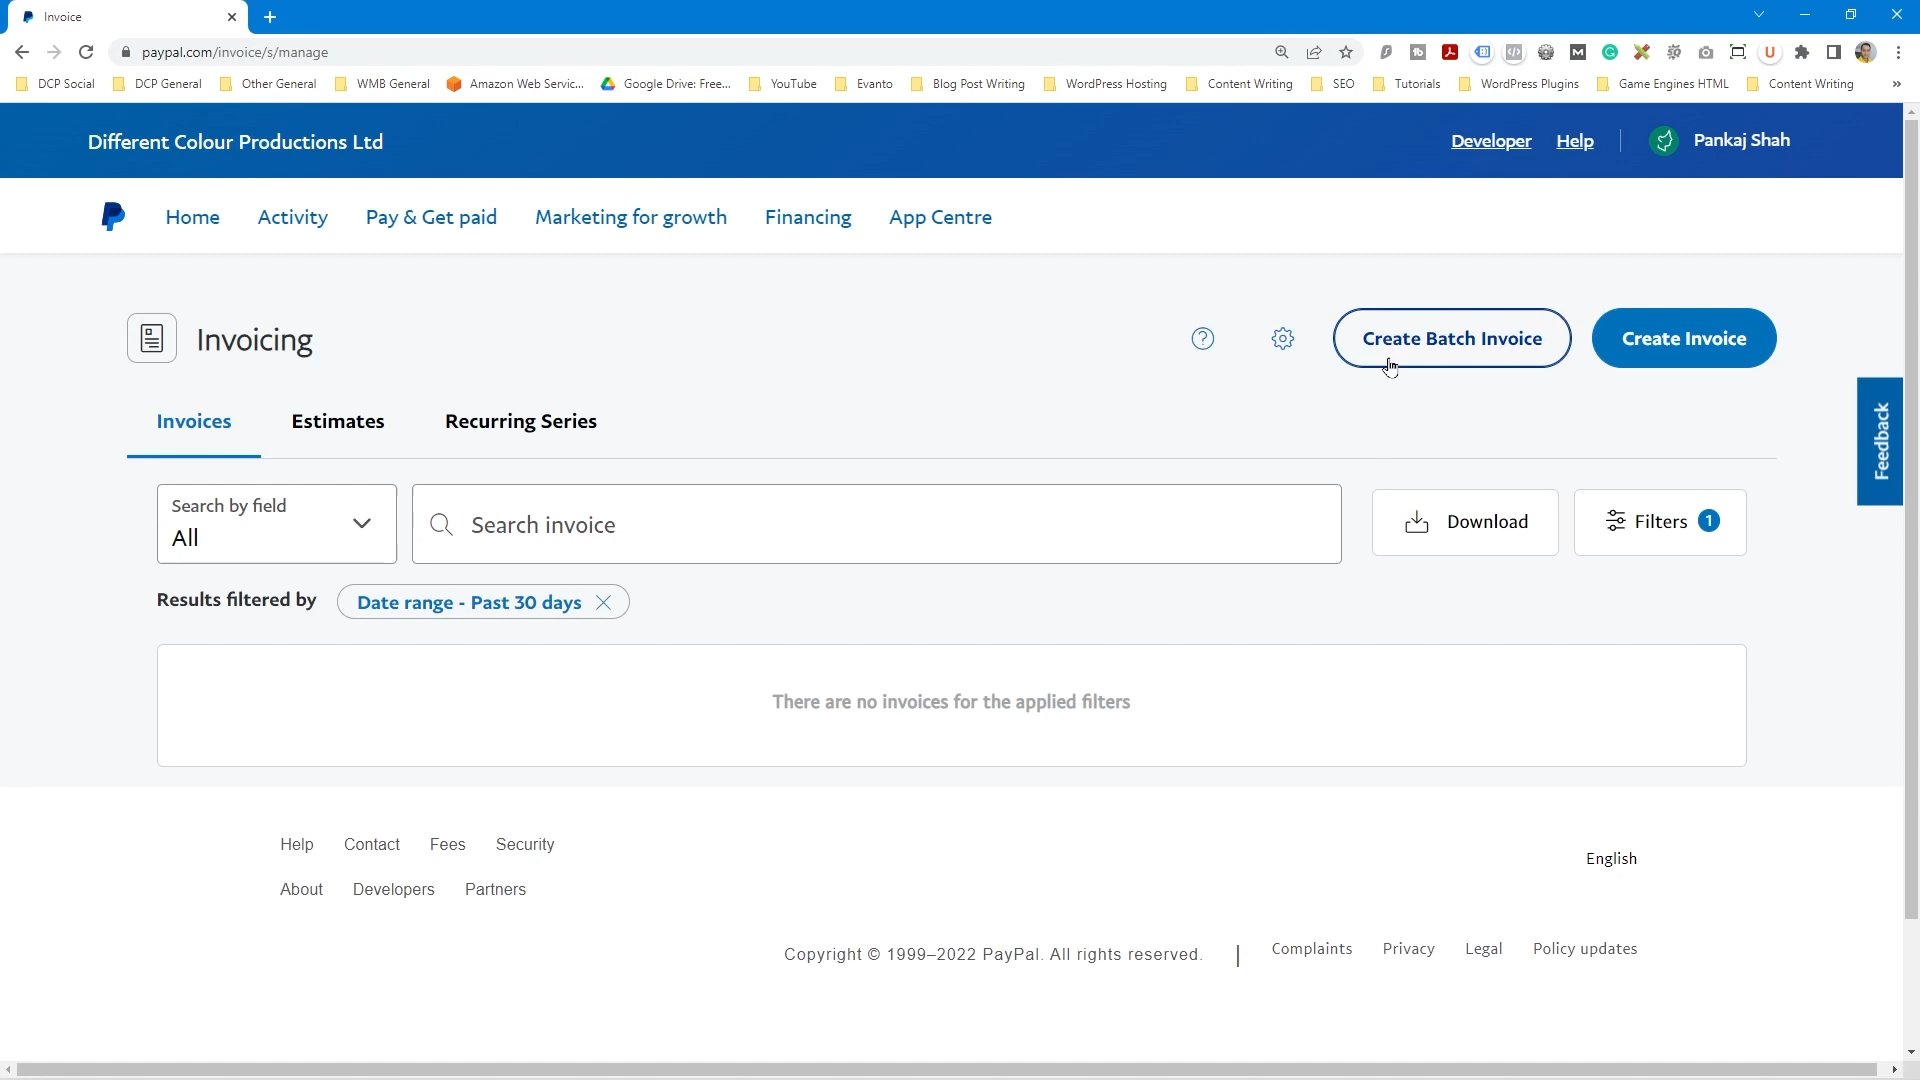 Invoice
paypal.com/invoice/s/manage
DCP Social DCP General Other General WMB General Amazon Web Servic... Google Drive: Free... YouTube Evanto Blog Post Writing WordPress Hosting Content Writing SEO Tutorials WordPress Plugins Game Engines HTML Content Writing »
Different Colour Productions Ltd Developer Help Pankaj Shah
Home Activity Pay & Get paid Marketing for growth Financing App Centre
Invoicing ? Create Batch Invoice Create Invoice
Invoices Estimates Recurring Series
Feedback
Search by field
All
Search invoice
Download
Filters 1
Results filtered by Date range - Past 30 days
There are no invoices for the applied filters
Help Contact Fees Security
English
About Developers Partners
Copyright © 1999–2022 PayPal. All rights reserved. | Complaints Privacy Legal Policy updates